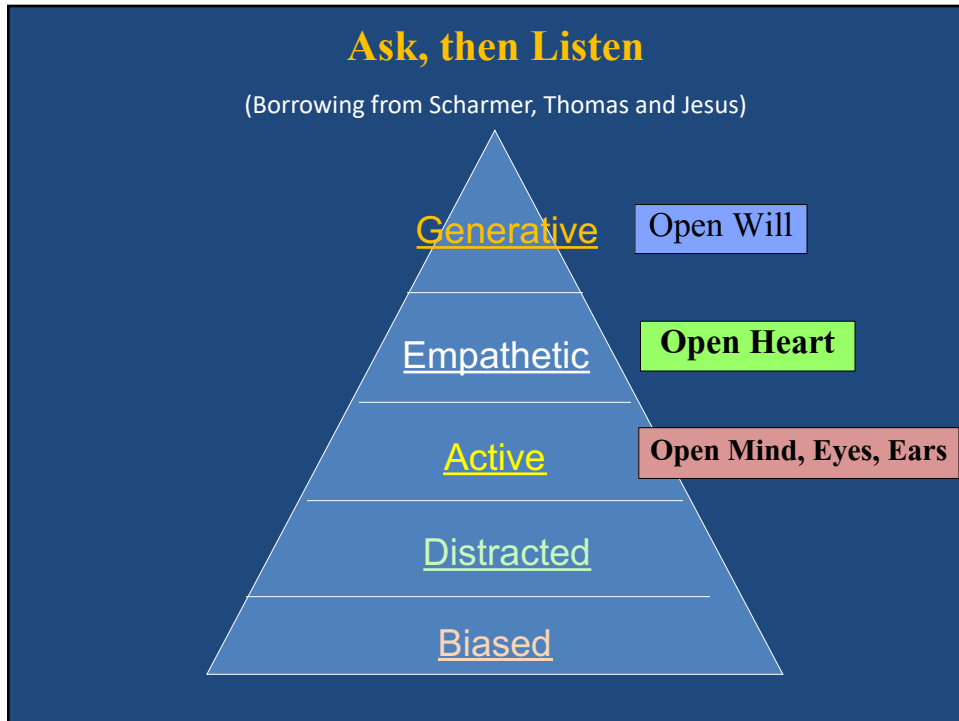 Ask, then Listen
(Borrowing from Scharmer, Thomas and Jesus)
Generative
Open Will
Empathetic
Open Heart
Active
Open Mind, Eyes, Ears
Distracted
Biased